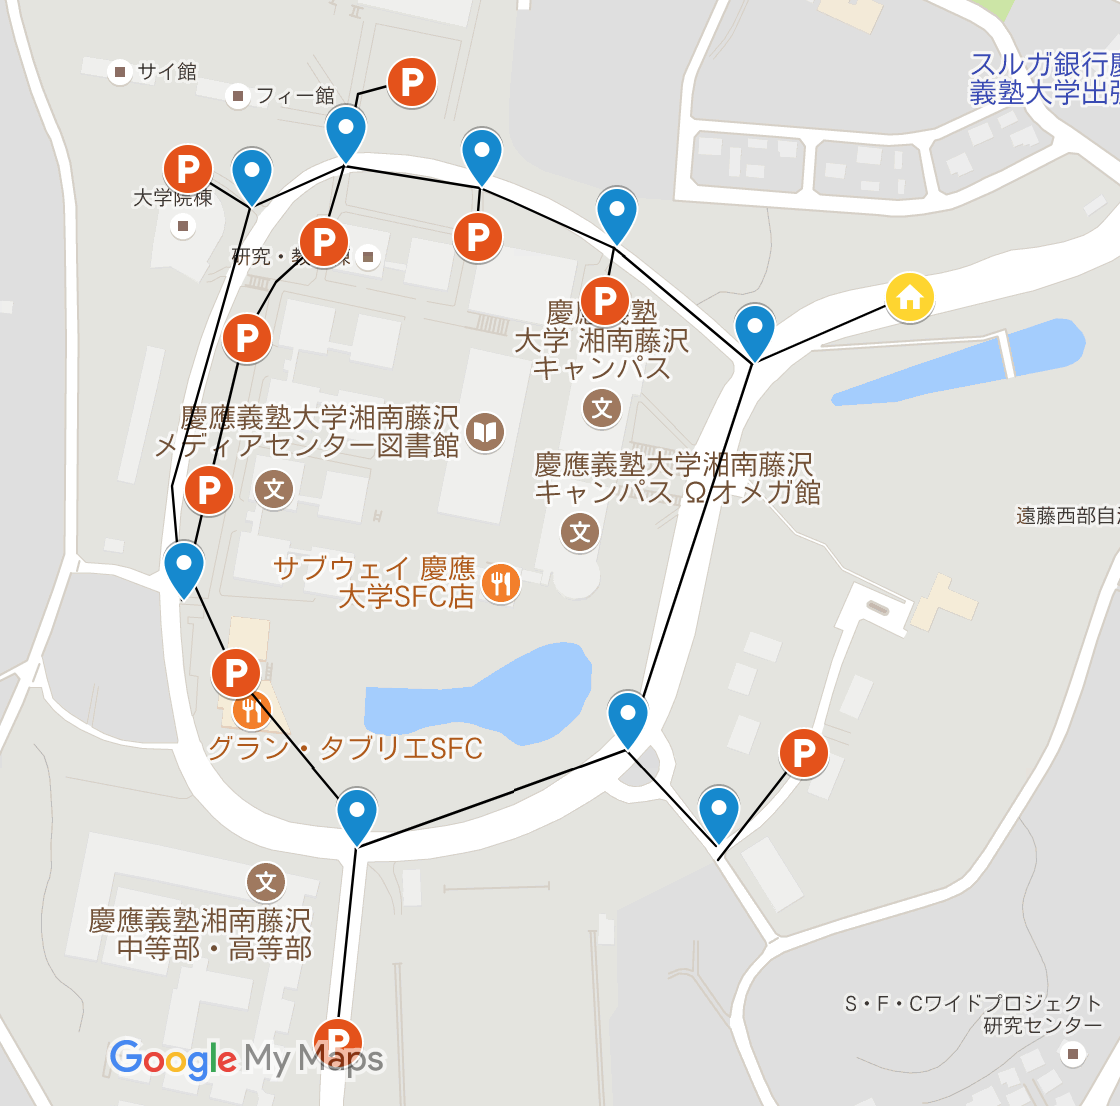 スルガ銀行慶
義塾大学出張
サイ館
フィー館
大学院棟
研究・教
棟
慶應義塾
大学 湘南藤沢
キャンパス
慶應義塾大学湘南藤沢
メディアセンター図書館
慶應義塾大学湘南藤沢
キャンパス Ω オメガ館
遠藤西部自治
サブウェイ 慶應
大学SFC店
グラン・タブリエSFC
慶應義塾湘南藤沢
中等部・高等部
S・F・Cワイドプロジェクト
研究センター
Google My Maps
P
P
P
P
P
P
P
P
P
P
P
文
文
文
文